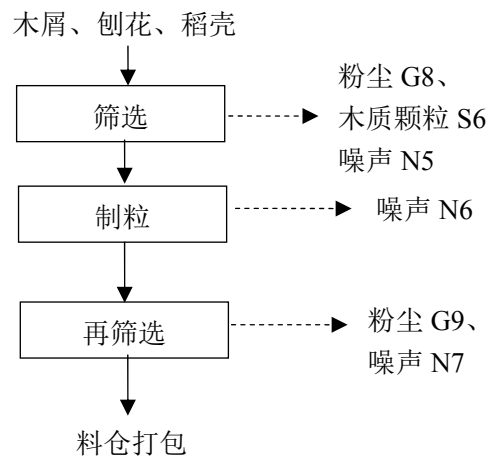 木屑、刨花、稻壳
筛选
粉尘 G8、
木质颗粒 S6
噪声 N5
制粒
噪声 N6
再筛选
粉尘 G9、
噪声 N7
料仓打包